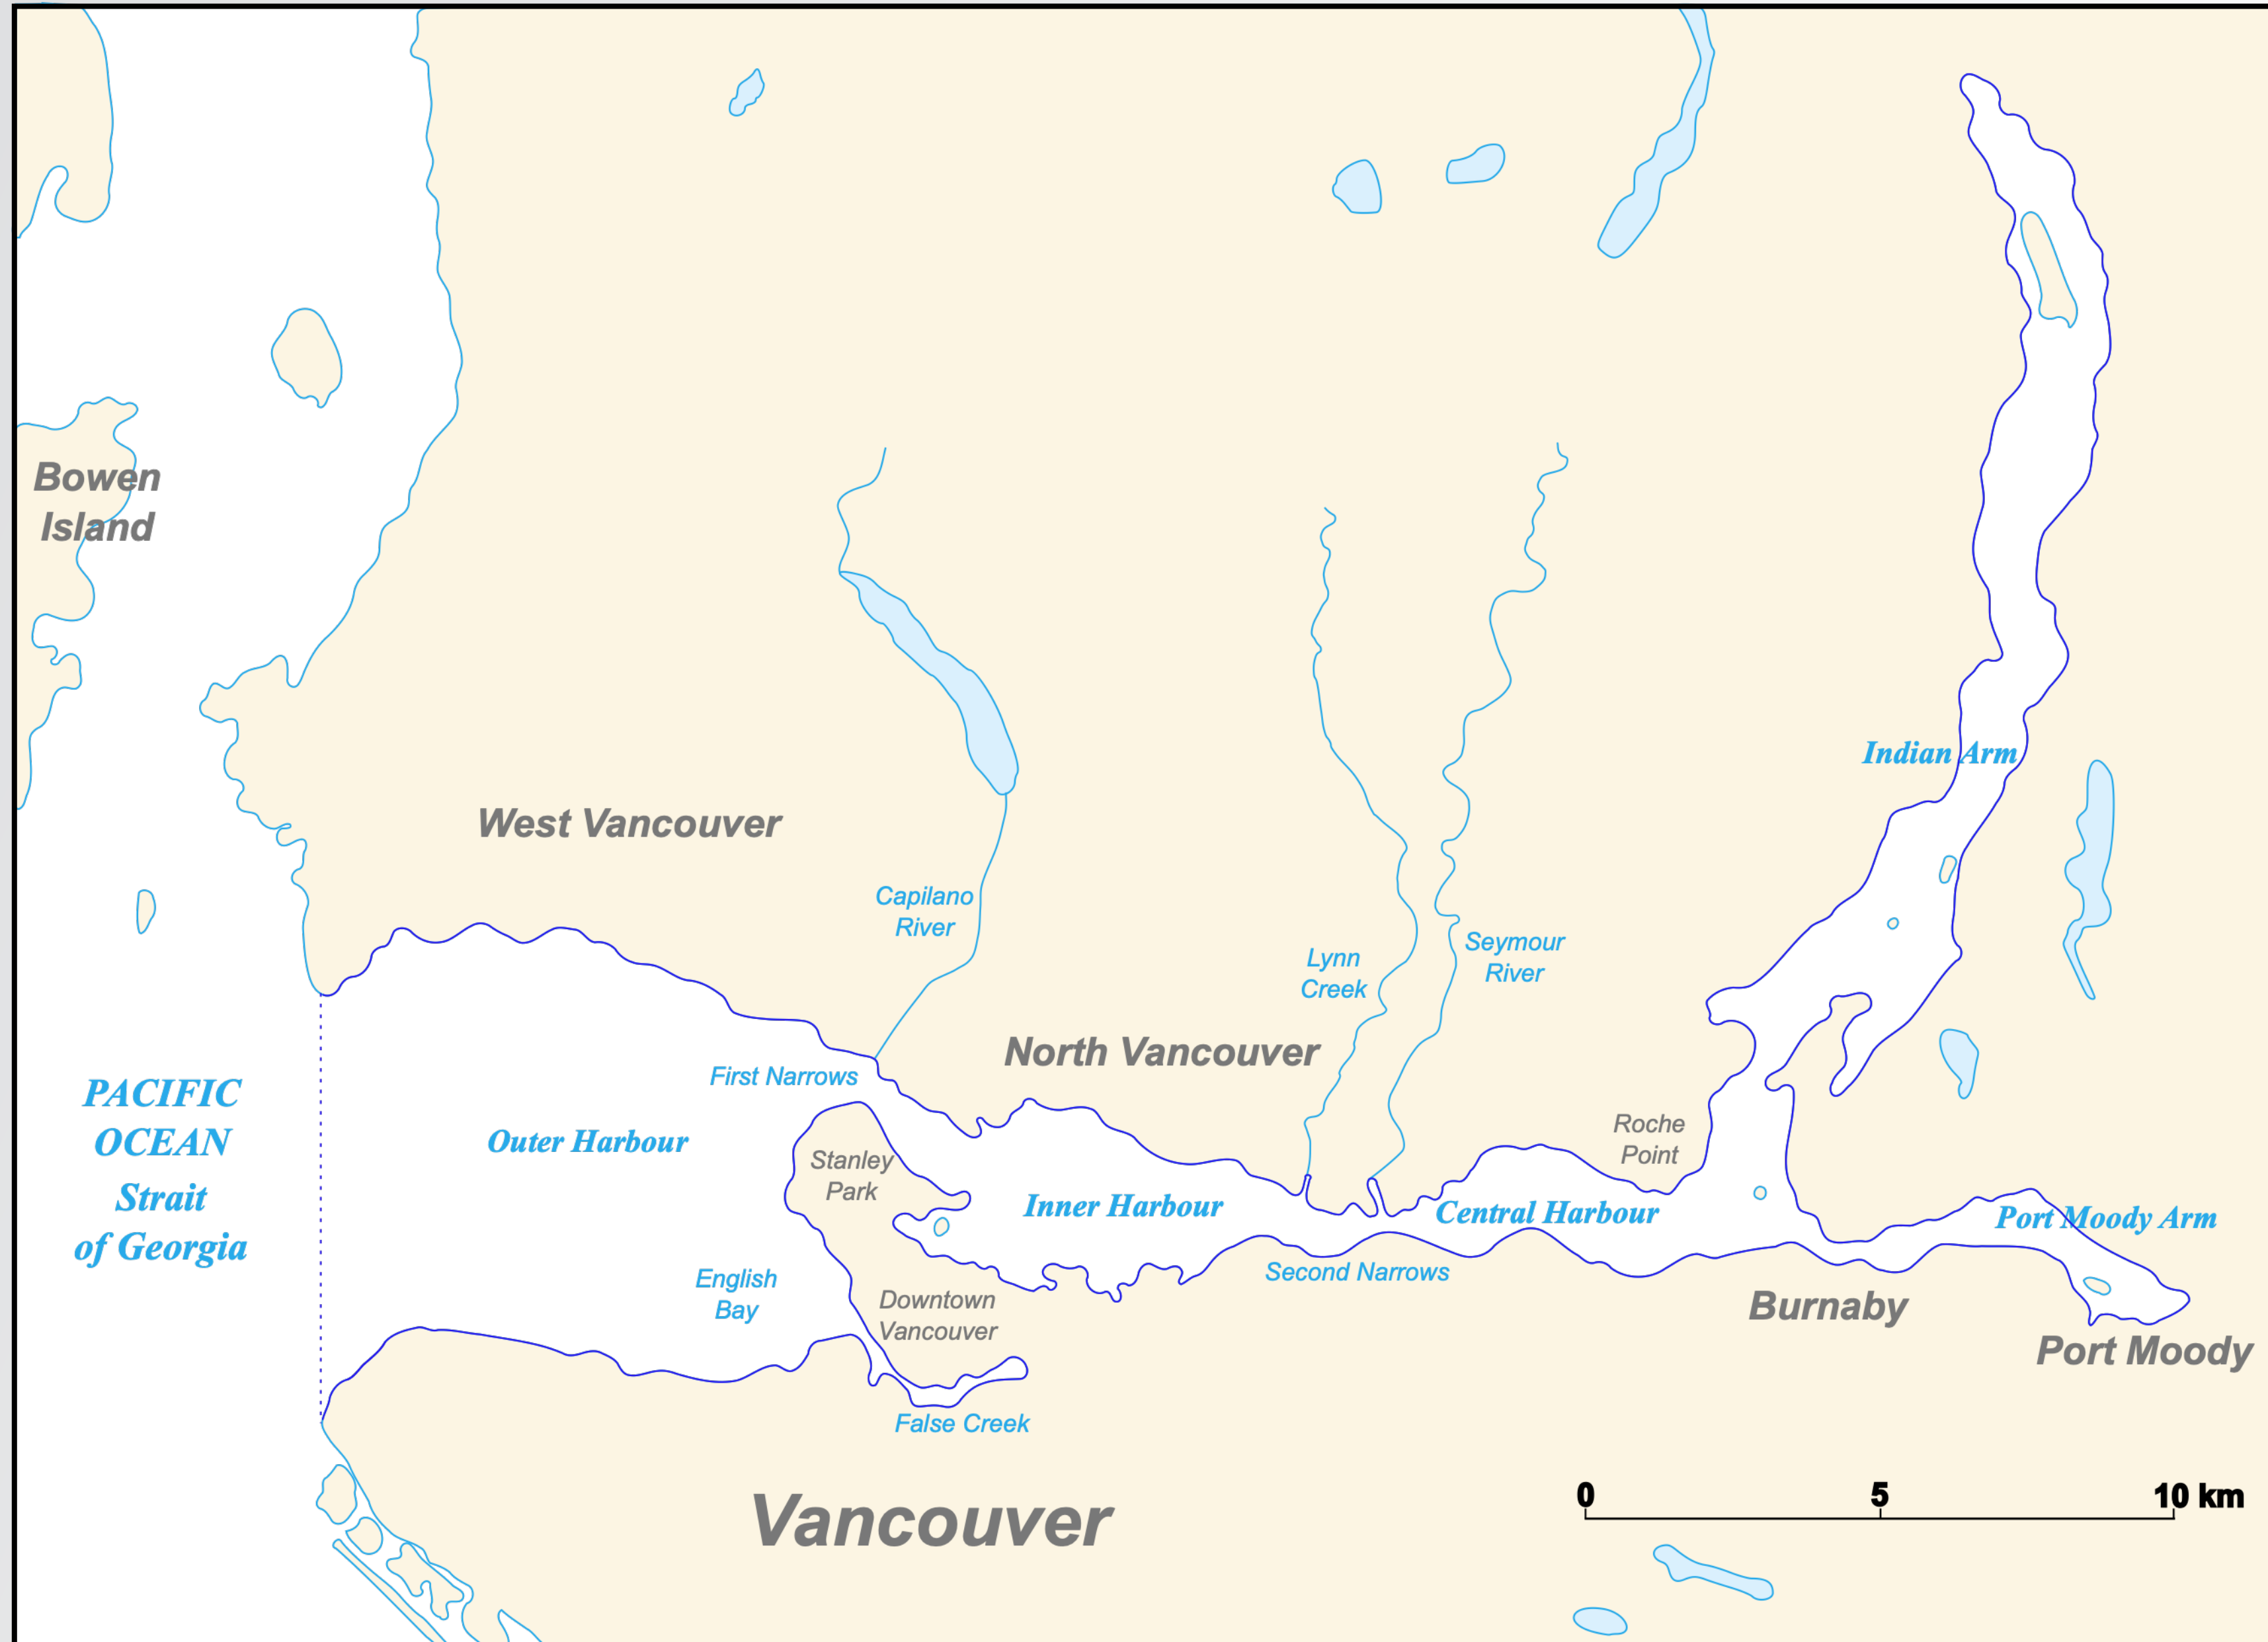 Bowen
Island
West Vancouver
Indian Arm
Capilano
River
Lynn
Creek
Seymour
River
North Vancouver
First Narrows
PACIFIC
OCEAN
Strait
of Georgia
Outer Harbour
Stanley
Park
Inner Harbour
Roche
Point
Central Harbour
Port Moody Arm
English
Bay
Second Narrows
Downtown
Vancouver
Burnaby
Port Moody
False Creek
Vancouver
0 5 10 km